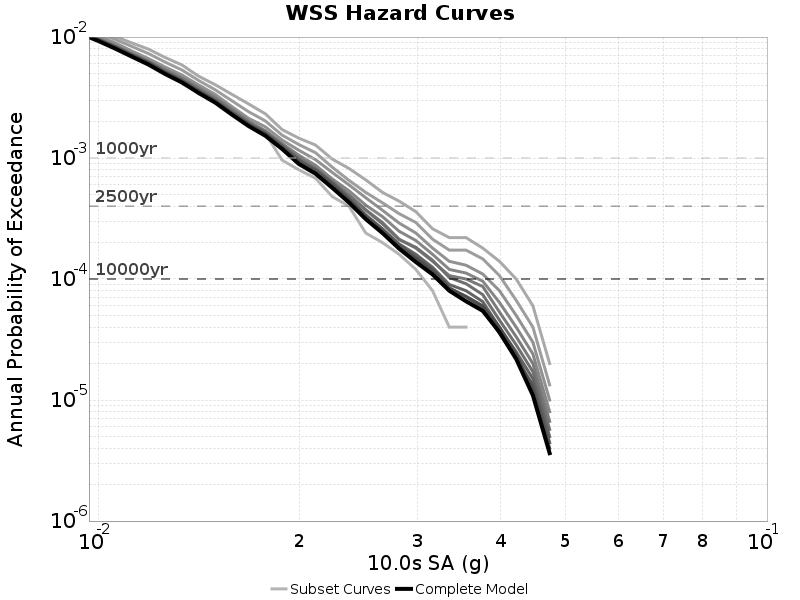 WSS Hazard Curves
Annual Probability of Exceedance
10^-2
10^-3
10^-4
10^-5
10^-6
1000yr
2500yr
10000yr
10^-2 2 3 4 5 6 7 8 10^-1
10.0s SA (g)
Subset Curves Complete Model